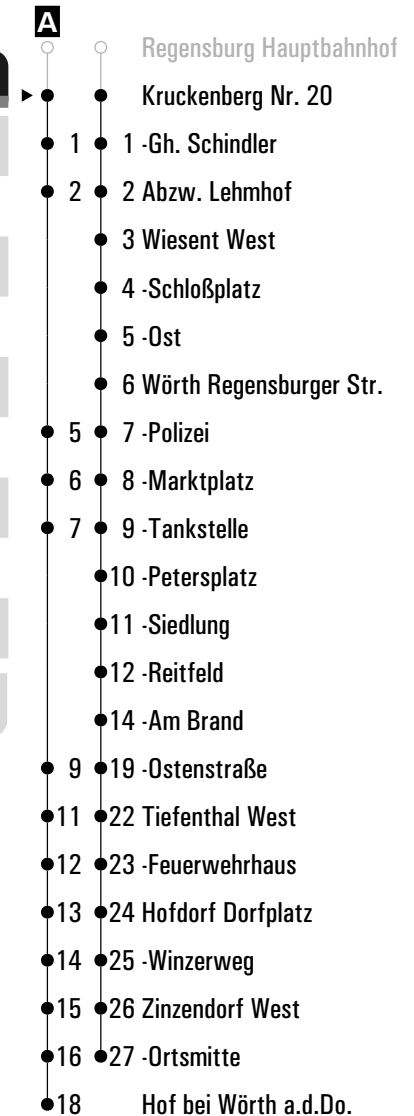 A
Regensburg Hauptbahnhof
Kruckenberg Nr. 20
1 1 -Gh. Schindler
2 2 Abzw. Lehmhof
3 Wiesent West
4 -Schloßplatz
5 -Ost
6 Wörth Regensburger Str.
5 7 -Polizei
6 8 -Marktplatz
7 9 -Tankstelle
10 -Petersplatz
11 -Siedlung
12 -Reitfeld
14 -Am Brand
9 19 -Ostenstraße
11 22 Tiefenthal West
12 23 -Feuerwehrhaus
13 24 Hofdorf Dorfplatz
14 25 -Winzerweg
15 26 Zinzendorf West
16 27 -Ortsmitte
18 Hof bei Wörth a.d.Do.